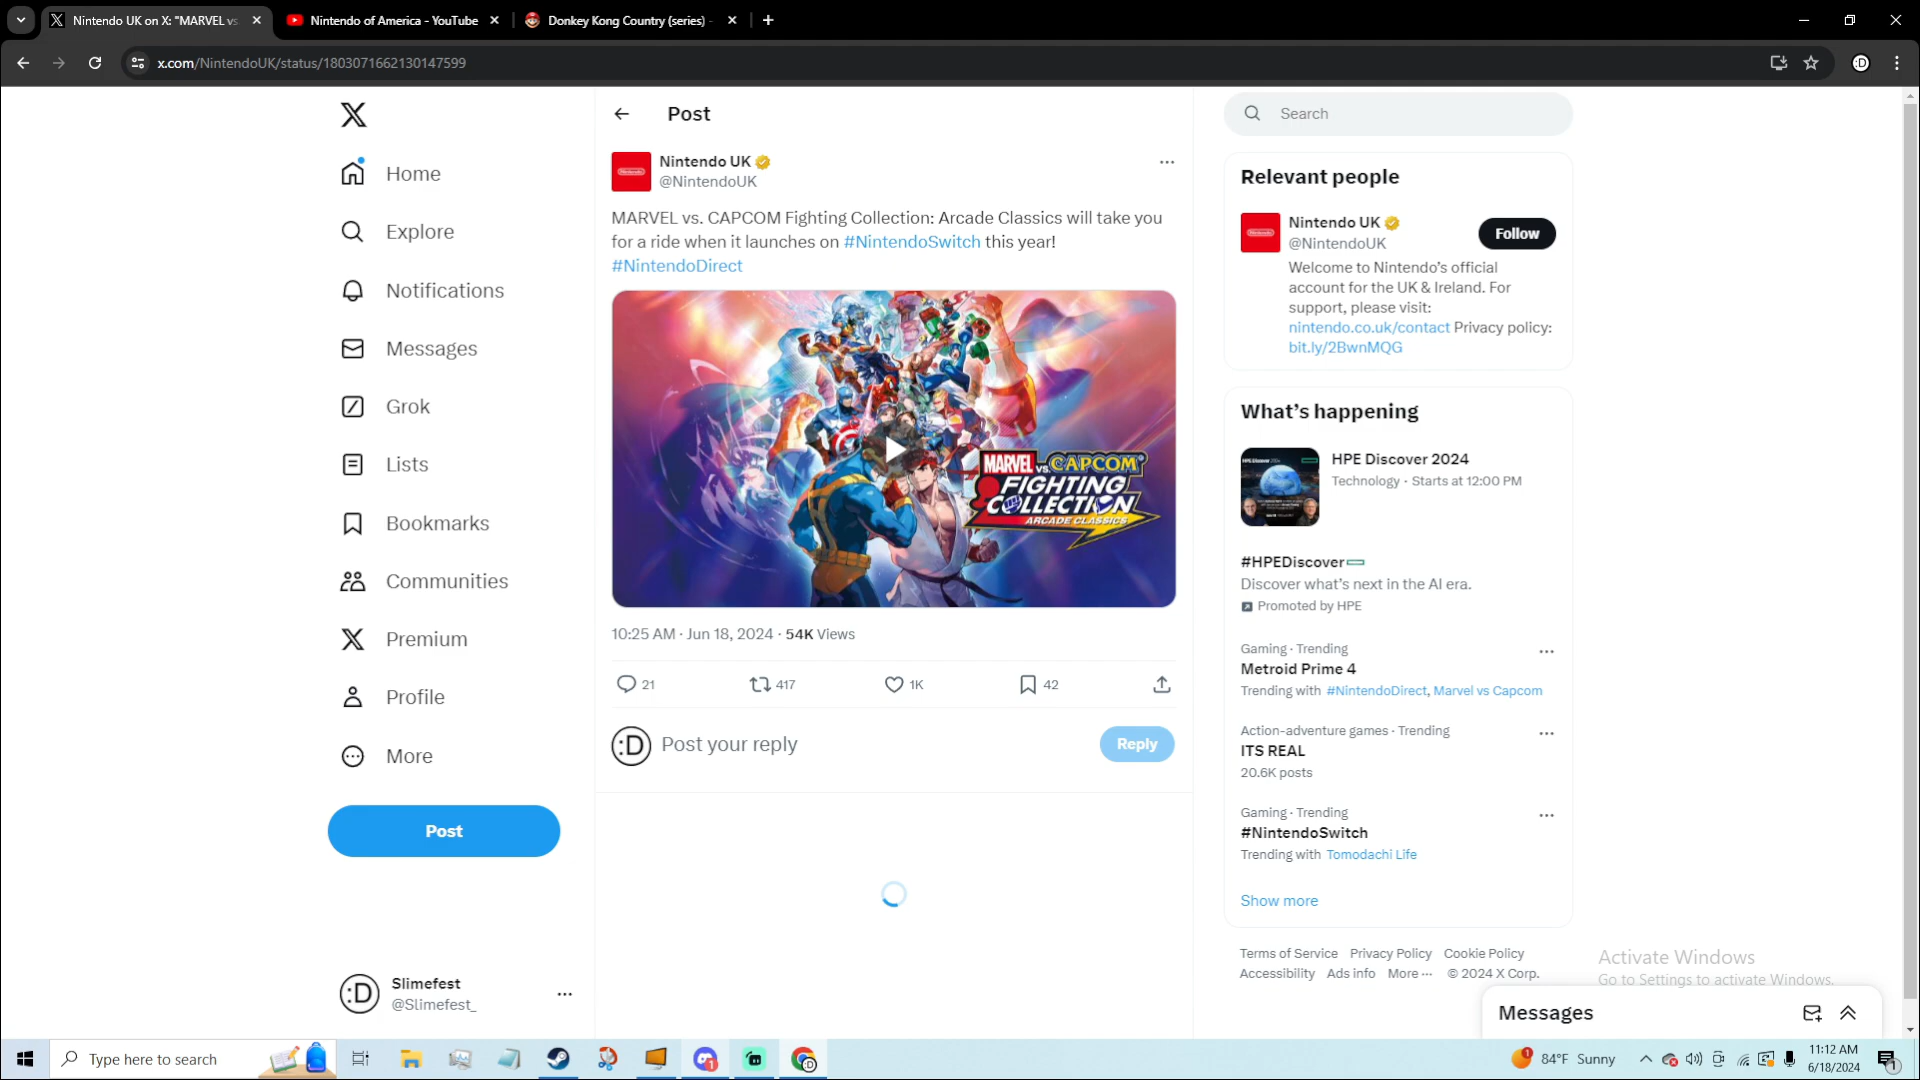 Nintendo UK on X: "MARVEL vs
Nintendo of America - YouTube
Donkey Kong Country (series) -
x.com/NintendoUK/status/1803071662130147599
Home
Explore
Notifications
Messages
Grok
Lists
Bookmarks
Communities
Premium
Profile
More
Post
Slimefest
@Slimefest_
Post
Nintendo UK
@NintendoUK
MARVEL vs. CAPCOM Fighting Collection: Arcade Classics will take you
for a ride when it launches on #NintendoSwitch this year!
#NintendoDirect
MARVEL VS. CAPCOM
FIGHTING
COLLECTION
ARCADE CLASSICS
10:25 AM · Jun 18, 2024 · 54K Views
21
417
1K
42
:D
Post your reply
Reply
Search
Relevant people
Nintendo UK
@NintendoUK
Follow
Welcome to Nintendo's official
account for the UK & Ireland. For
support, please visit:
nintendo.co.uk/contact Privacy policy:
bit.ly/2BwnMQG
What's happening
HPE Discover 2024
Technology · Starts at 12:00 PM
#HPEDiscover
Discover what's next in the AI era.
Promoted by HPE
Gaming · Trending
Metroid Prime 4
Trending with #NintendoDirect, Marvel vs Capcom
Action-adventure games · Trending
ITS REAL
20.6K posts
Gaming · Trending
#NintendoSwitch
Trending with Tomodachi Life
Show more
Terms of Service Privacy Policy Cookie Policy
Accessibility Ads info More ··· © 2024 X Corp.
Activate Windows
Go to Settings to activate Windows.
Messages
Type here to search
84°F Sunny
11:12 AM
6/18/2024